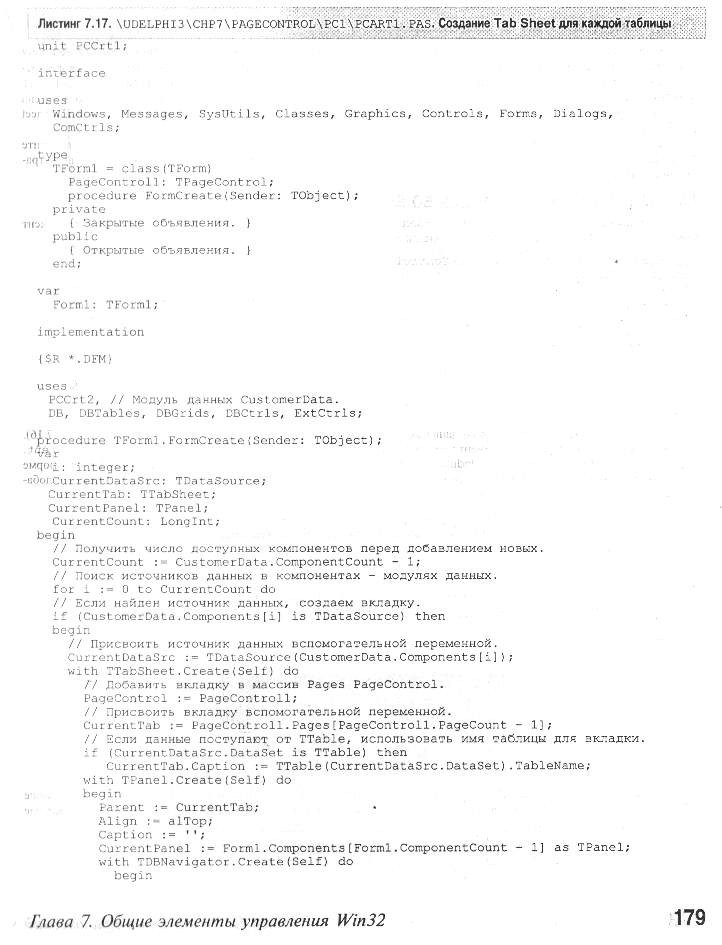 Листинг 7.17. \UDELPHI3\CHP7\PAGECONTROL\PC1\PCART1.PAS. Создание Tab Sheet для каждой таблицы
unit PCCrt1;
interface
uses
Windows, Messages, SysUtils, Classes, Graphics, Controls, Forms, Dialogs,
ComCtrls;
type
TForm1 = class(TForm)
PageControl1: TPageControl;
procedure FormCreate(Sender: TObject);
private
{ Закрытые объявления. }
public
{ Открытые объявления. }
end;
var
Form1: TForm1;
implementation
{$R *.DFM}
uses
PCCrt2, // Модуль данных CustomerData.
DB, DBTables, DBGrids, DBCtrls, ExtCtrls;
procedure TForm1.FormCreate(Sender: TObject);
var
i: integer;
CurrentDataSrc: TDataSource;
CurrentTab: TTabSheet;
CurrentPanel: TPanel;
CurrentCount: LongInt;
begin
// Получить число доступных компонентов перед добавлением новых.
CurrentCount := CustomerData.ComponentCount - 1;
// Поиск источников данных в компонентах - модулях данных.
for i := 0 to CurrentCount do
// Если найден источник данных, создаем вкладку.
if (CustomerData.Components[i] is TDataSource) then
begin
// Присвоить источник данных вспомогательной переменной.
CurrentDataSrc := TDataSource(CustomerData.Components[i]);
with TTabSheet.Create(Self) do
// Добавить вкладку в массив Pages PageControl.
PageControl := PageControl1;
// Присвоить вкладку вспомогательной переменной.
CurrentTab := PageControl1.Pages[PageControl1.PageCount - 1];
// Если данные поступают от TTable, использовать имя таблицы для вкладки.
if (CurrentDataSrc.DataSet is TTable) then
CurrentTab.Caption := TTable(CurrentDataSrc.DataSet).TableName;
with TPanel.Create(Self) do
begin
Parent := CurrentTab;
Align := alTop;
Caption := '';
CurrentPanel := Form1.Components[Form1.ComponentCount - 1] as TPanel;
with TDBNavigator.Create(Self) do
begin
Глава 7. Общие элементы управления Win32
179